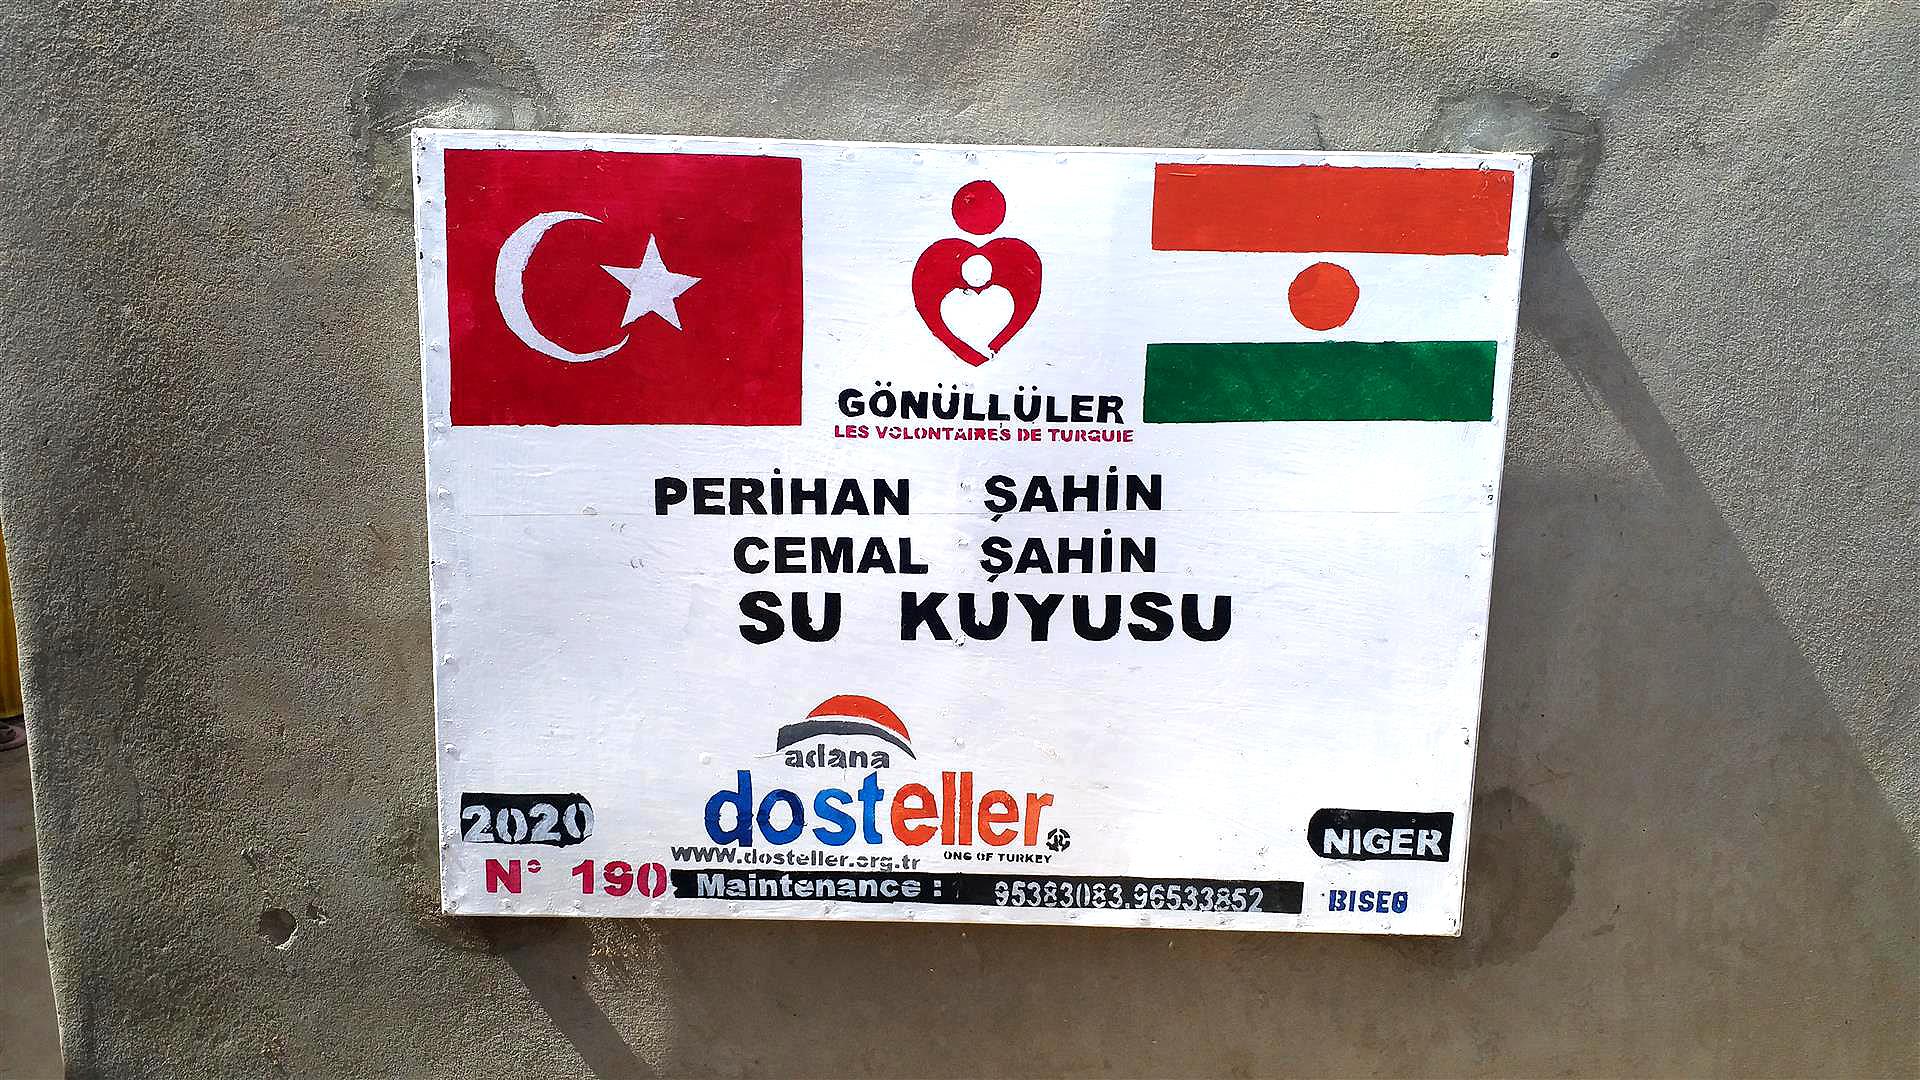 GÖNÜLLÜLER
LES VOLONTAIRES DE TURQUIE
PERİHAN ŞAHİN
CEMAL ŞAHİN
SU KUYUSU
adana
dosteller
www.dosteller.org.tr ONG OF TURKEY
2020
NIGER
N° 190
Maintenance : 95383083.96533852
BISEG